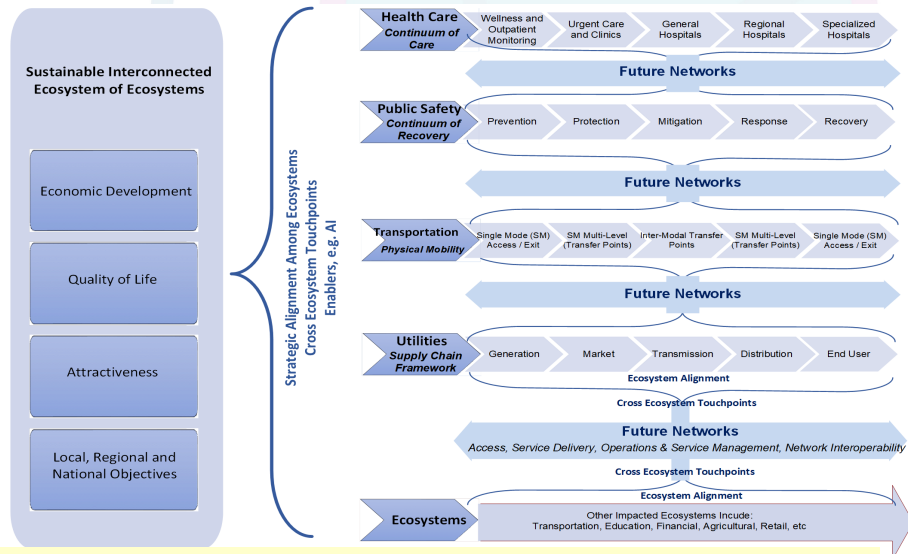 Sustainable Interconnected
Ecosystem of Ecosystems
Economic Development
Quality of Life
Attractiveness
Local, Regional and
National Objectives
Strategic Alignment Among Ecosystems
Cross Ecosystem Touchpoints
Enablers, e.g. AI
Health Care
Continuum of
Care
Wellness and
Outpatient
Monitoring
Urgent Care
and Clinics
General
Hospitals
Regional
Hospitals
Specialized
Hospitals
Future Networks
Public Safety
Continuum of
Recovery
Prevention
Protection
Mitigation
Response
Recovery
Future Networks
Transportation
Physical Mobility
Single Mode (SM)
Access / Exit
SM Multi-Level
(Transfer Points)
Inter-Modal Transfer
Points
SM Multi-Level
(Transfer Points)
Single Mode (SM)
Access / Exit
Future Networks
Utilities
Supply Chain
Framework
Generation
Market
Transmission
Distribution
End User
Ecosystem Alignment
Cross Ecosystem Touchpoints
Future Networks
Access, Service Delivery, Operations & Service Management, Network Interoperability
Cross Ecosystem Touchpoints
Ecosystem Alignment
Ecosystems
Other Impacted Ecosystems Incude:
Transportation, Education, Financial, Agricultural, Retail, etc